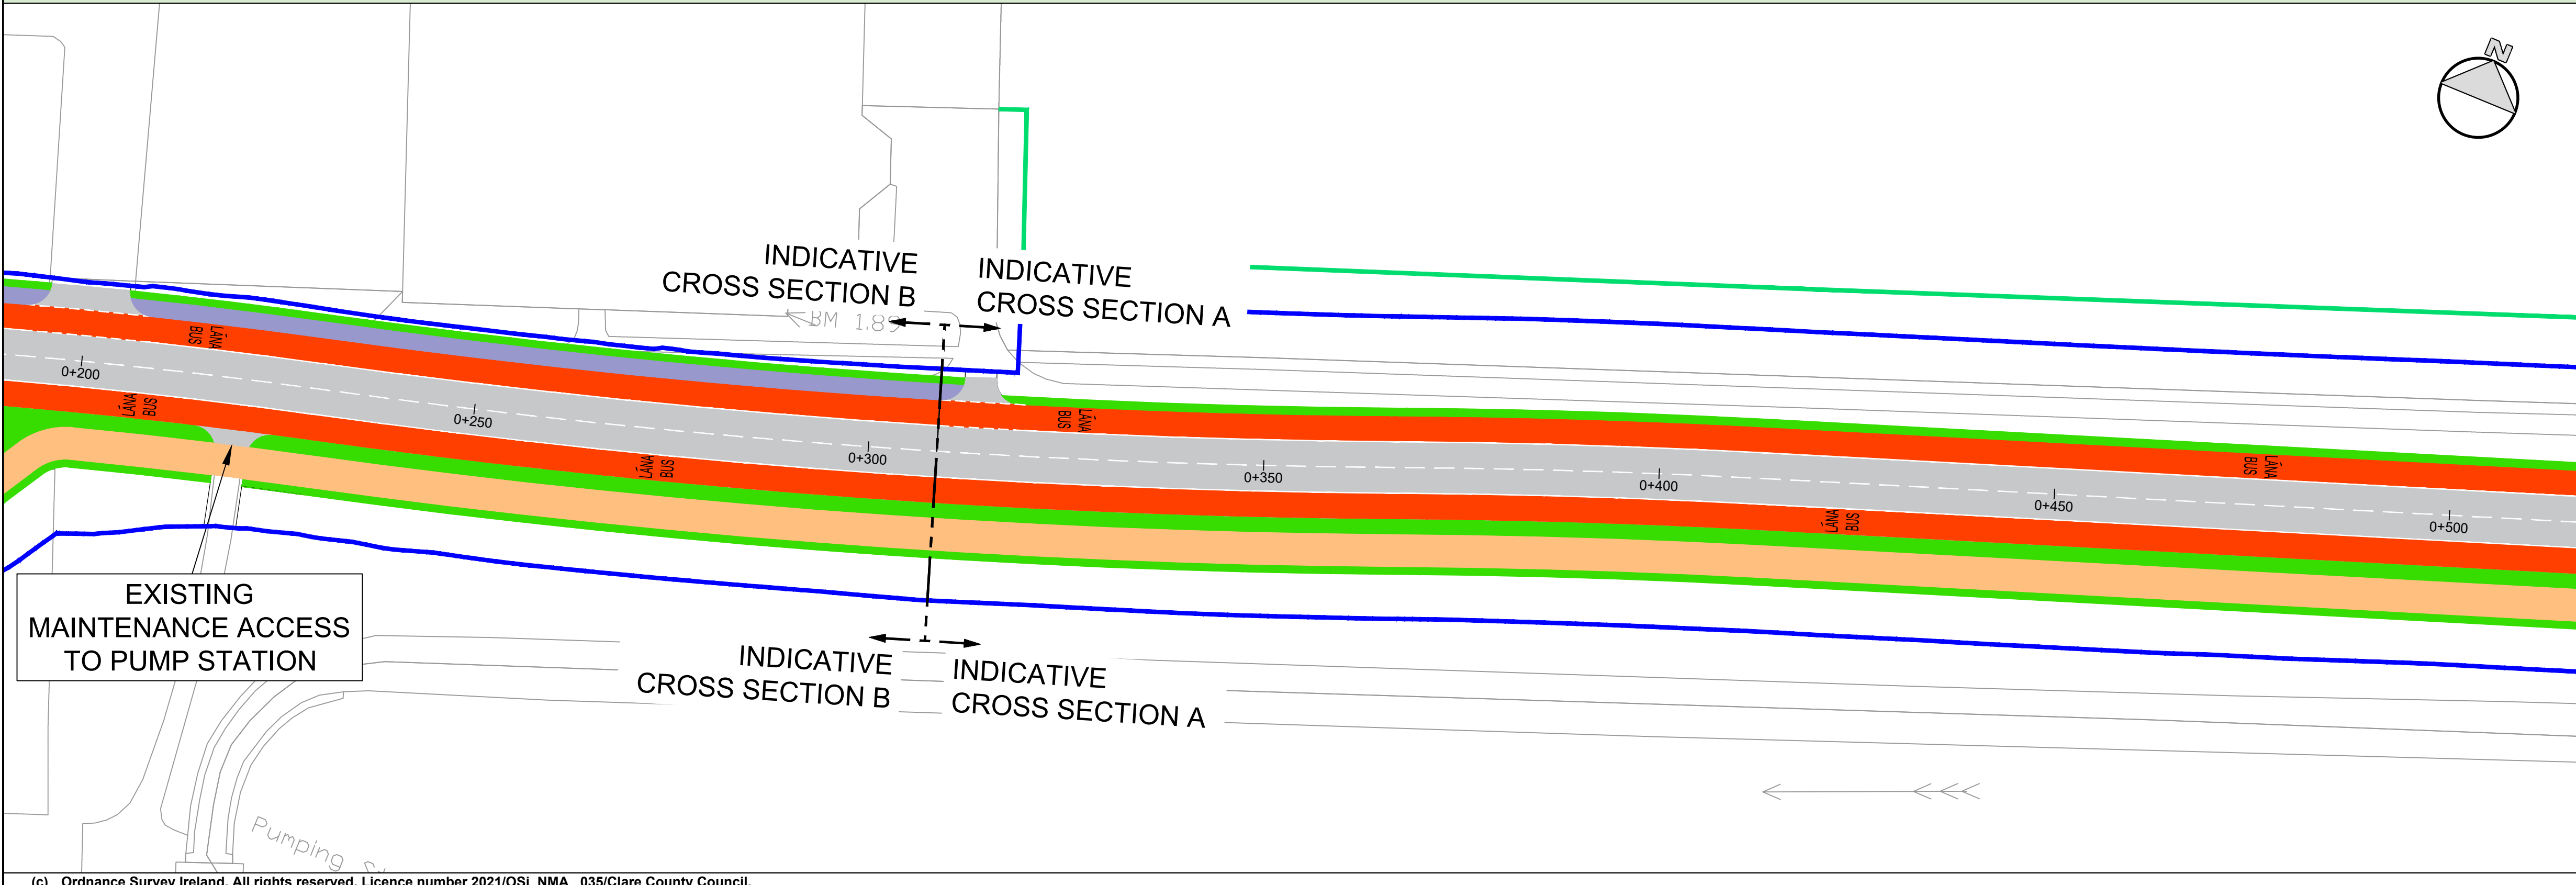 N
INDICATIVE
CROSS SECTION B
INDICATIVE
CROSS SECTION A
BM 1.89
LÁNA
BUS
LÁNA
BUS
LÁNA
BUS
LÁNA
BUS
LÁNA
BUS
LÁNA
BUS
0+200
0+250
0+300
0+350
0+400
0+450
0+500
EXISTING
MAINTENANCE ACCESS
TO PUMP STATION
INDICATIVE
CROSS SECTION B
INDICATIVE
CROSS SECTION A
Pumping
(c) Ordnance Survey Ireland. All rights reserved. Licence number 2021/OSi_NMA_035/Clare County Council.